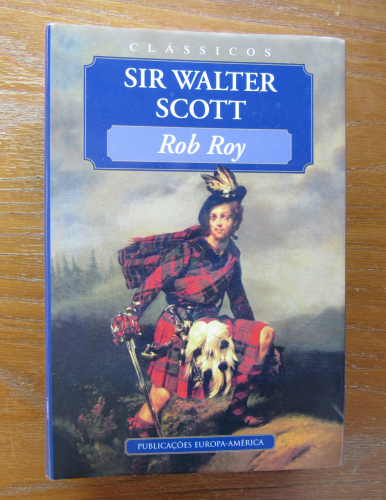 CLÁSSICOS
SIR WALTER
SCOTT
Rob Roy
PUBLICAÇÕES EUROPA-AMÉRICA